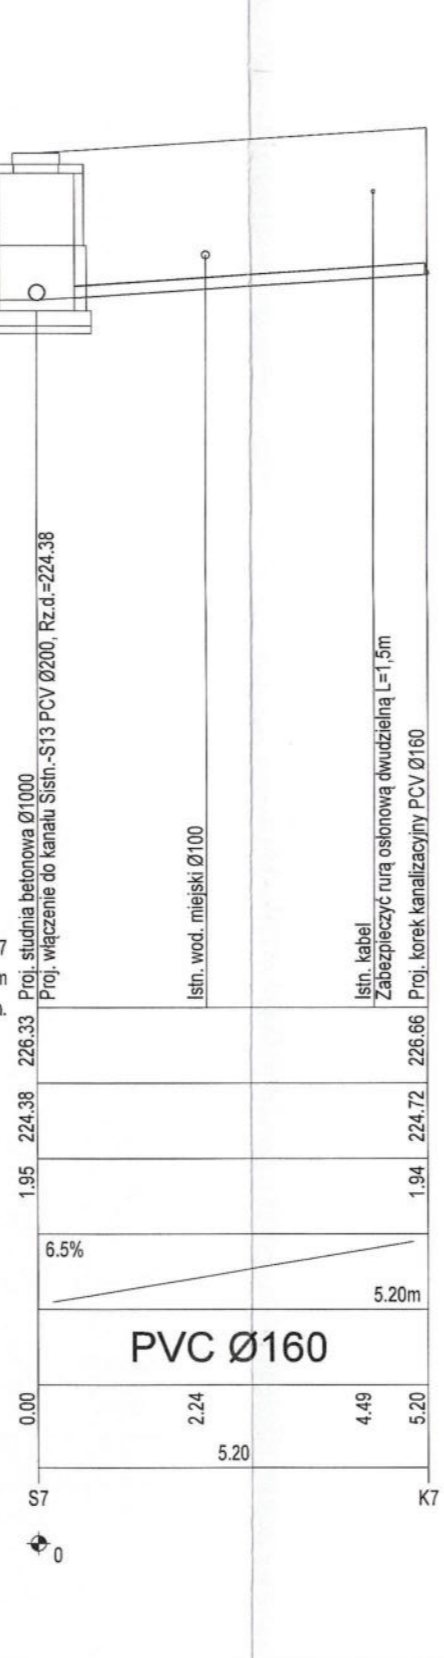 Proj. studnia betonowa Ø1000
Proj. włączenie do kanału Sistn.-S13 PCV Ø200, Rz.d.=224.38
Istn. wod. miejski Ø100
Istn. kabel
Zabezpieczyć rurą osłonową dwudzielną L=1,5m
Proj. korek kanalizacyjny PCV Ø160
7
m
226.33
226.66
224.38
224.72
1.95
1.94
6.5%
5.20m
PVC Ø160
0.00
2.24
4.49
5.20
5.20
S7
K7
0